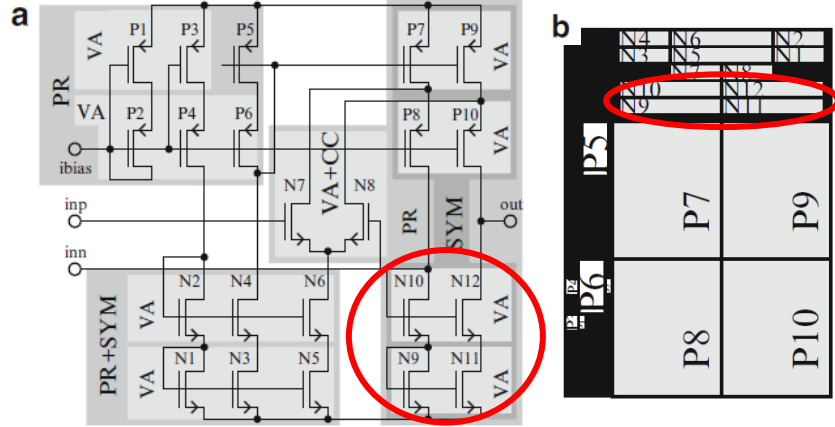 a
P1 P3 P5 P7 P9
VA
VA
PR
VA
P2 P4 P6 P8 P10
VA
ibias
VA+CC
N7 N8
inp
out
PR
SYM
inn
N2 N4 N6 N10 N12
VA
VA
PR+SYM
N1 N3 N5 N9 N11
VA
VA
b
N4 N6 N2
N3 N5 N1
N7 N8
N10 N12
N9 N11
P5
P7 P9
P6
P8 P10